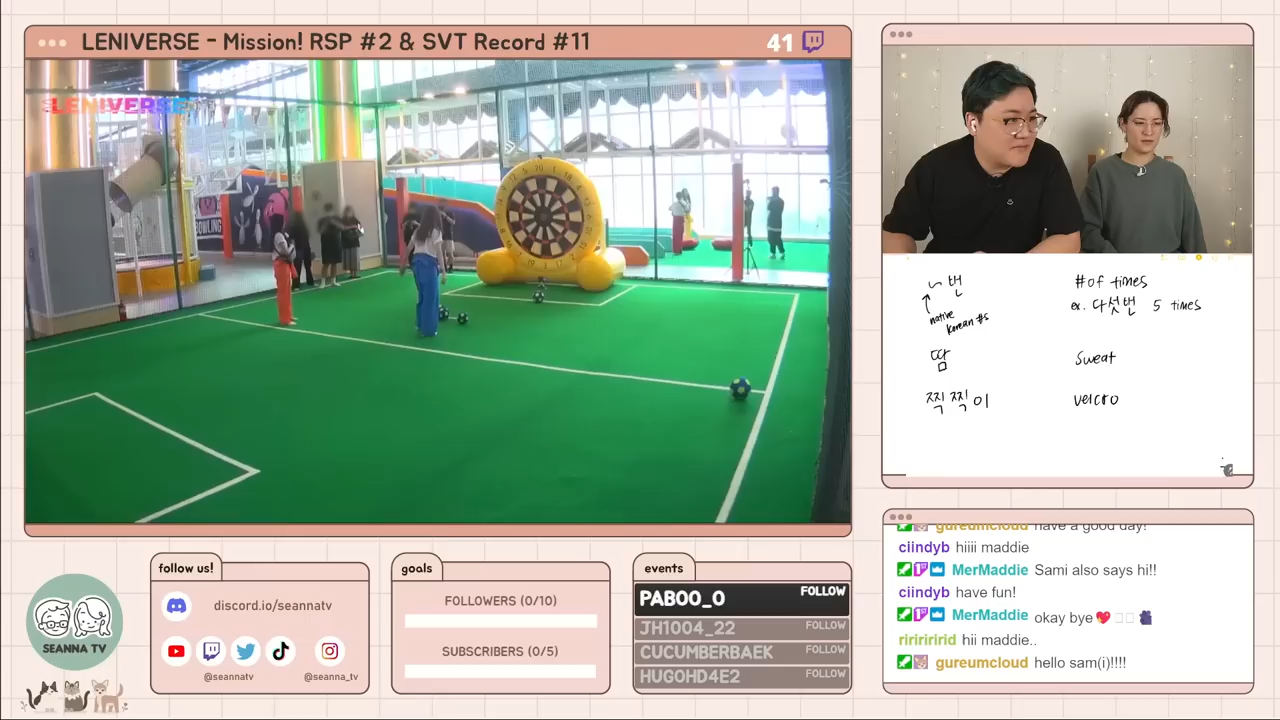 LENIVERSE - Mission! RSP #2 & SVT Record #11
41
LENIVERSE
BOWLING
~ 번
# of times
native
korean #s
ex. 다섯번 5 times
땀
sweat
찍찍이
velcro
gureumcloud have a good day!
ciindyb hiiii maddie
MerMaddie Sami also says hi!!
ciindyb have fun!
MerMaddie okay bye
riririririd hii maddie..
gureumcloud hello sam(i)!!!!
SEANNA TV
follow us!
discord.io/seannatv
@seannatv
@seanna_tv
goals
FOLLOWERS (0/10)
SUBSCRIBERS (0/5)
events
PABOO_0 FOLLOW
JH1004_22 FOLLOW
CUCUMBERBAEK FOLLOW
HUGOHD4E2 FOLLOW